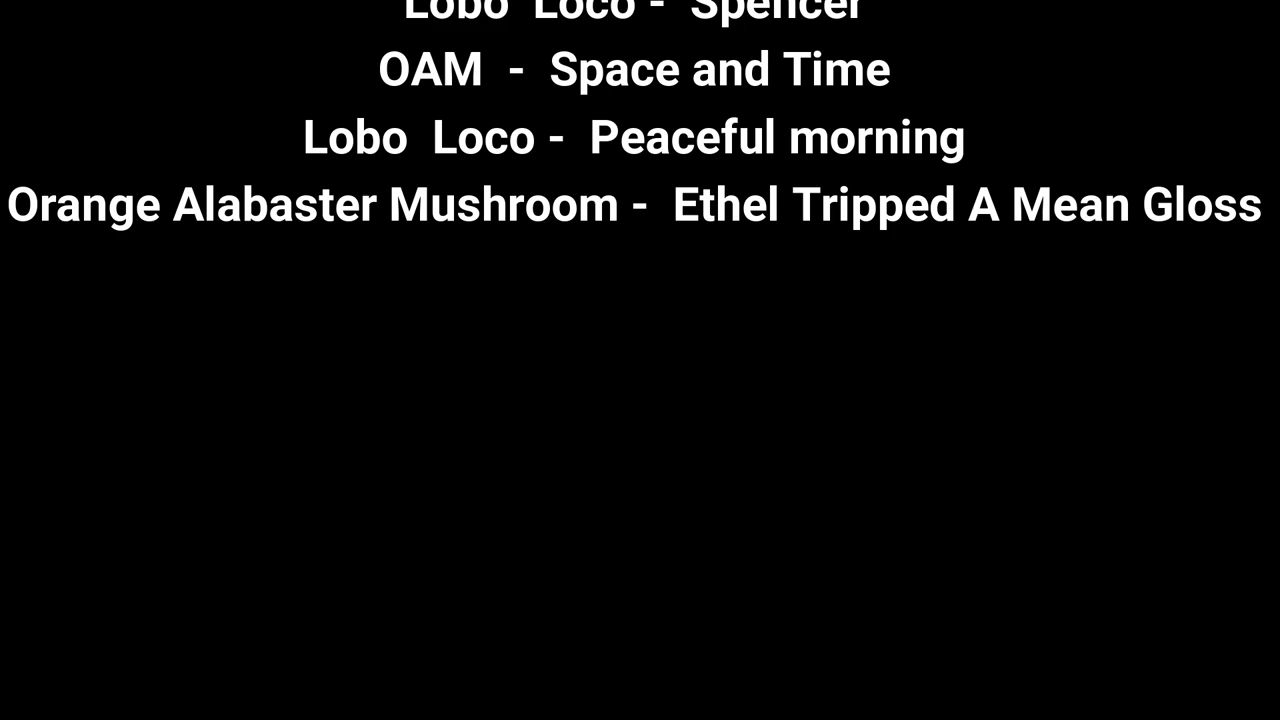 Lobo Loco - Spencer
OAM - Space and Time
Lobo Loco - Peaceful morning
Orange Alabaster Mushroom - Ethel Tripped A Mean Gloss